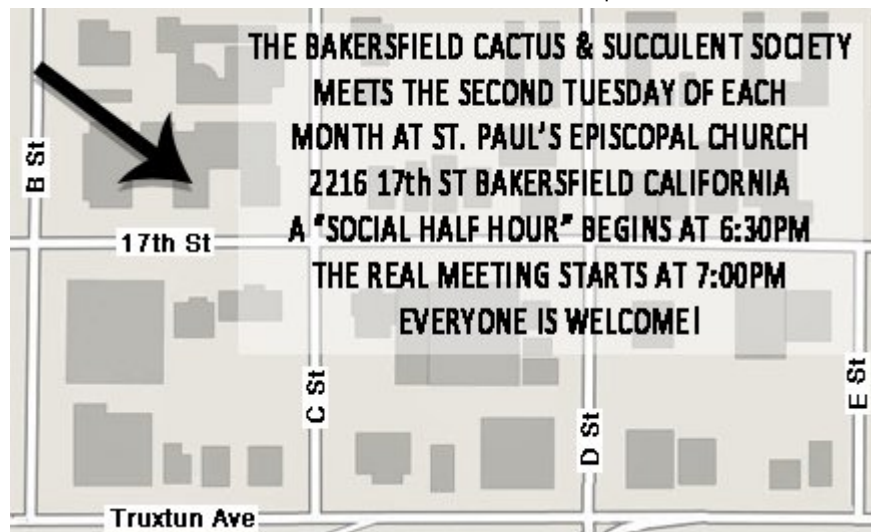 THE BAKERSFIELD CACTUS & SUCCULENT SOCIETY
MEETS THE SECOND TUESDAY OF EACH
MONTH AT ST. PAUL'S EPISCOPAL CHURCH
2216 17th ST BAKERSFIELD CALIFORNIA
A "SOCIAL HALF HOUR" BEGINS AT 6:30PM
THE REAL MEETING STARTS AT 7:00PM
EVERYONE IS WELCOME!
B St
17th St
C St
D St
E St
Truxtun Ave